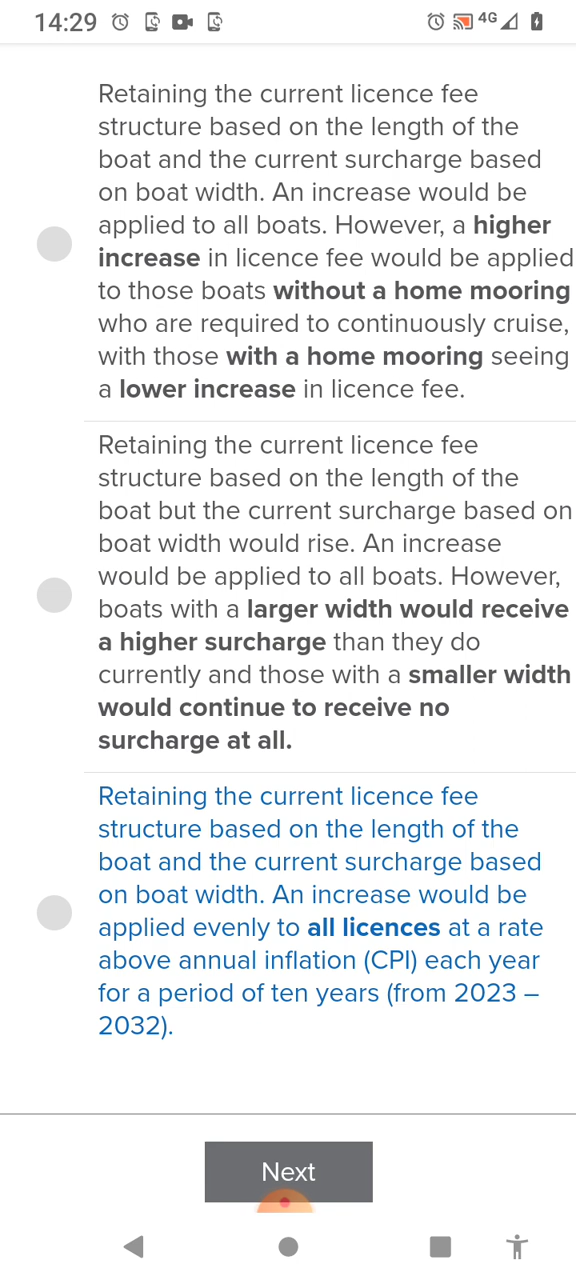 14:29
4G
Retaining the current licence fee
structure based on the length of the
boat and the current surcharge based
on boat width. An increase would be
applied to all boats. However, a higher
increase in licence fee would be applied
to those boats without a home mooring
who are required to continuously cruise,
with those with a home mooring seeing
a lower increase in licence fee.
Retaining the current licence fee
structure based on the length of the
boat but the current surcharge based on
boat width would rise. An increase
would be applied to all boats. However,
boats with a larger width would receive
a higher surcharge than they do
currently and those with a smaller width
would continue to receive no
surcharge at all.
Retaining the current licence fee
structure based on the length of the
boat and the current surcharge based
on boat width. An increase would be
applied evenly to all licences at a rate
above annual inflation (CPI) each year
for a period of ten years (from 2023 –
2032).
Next